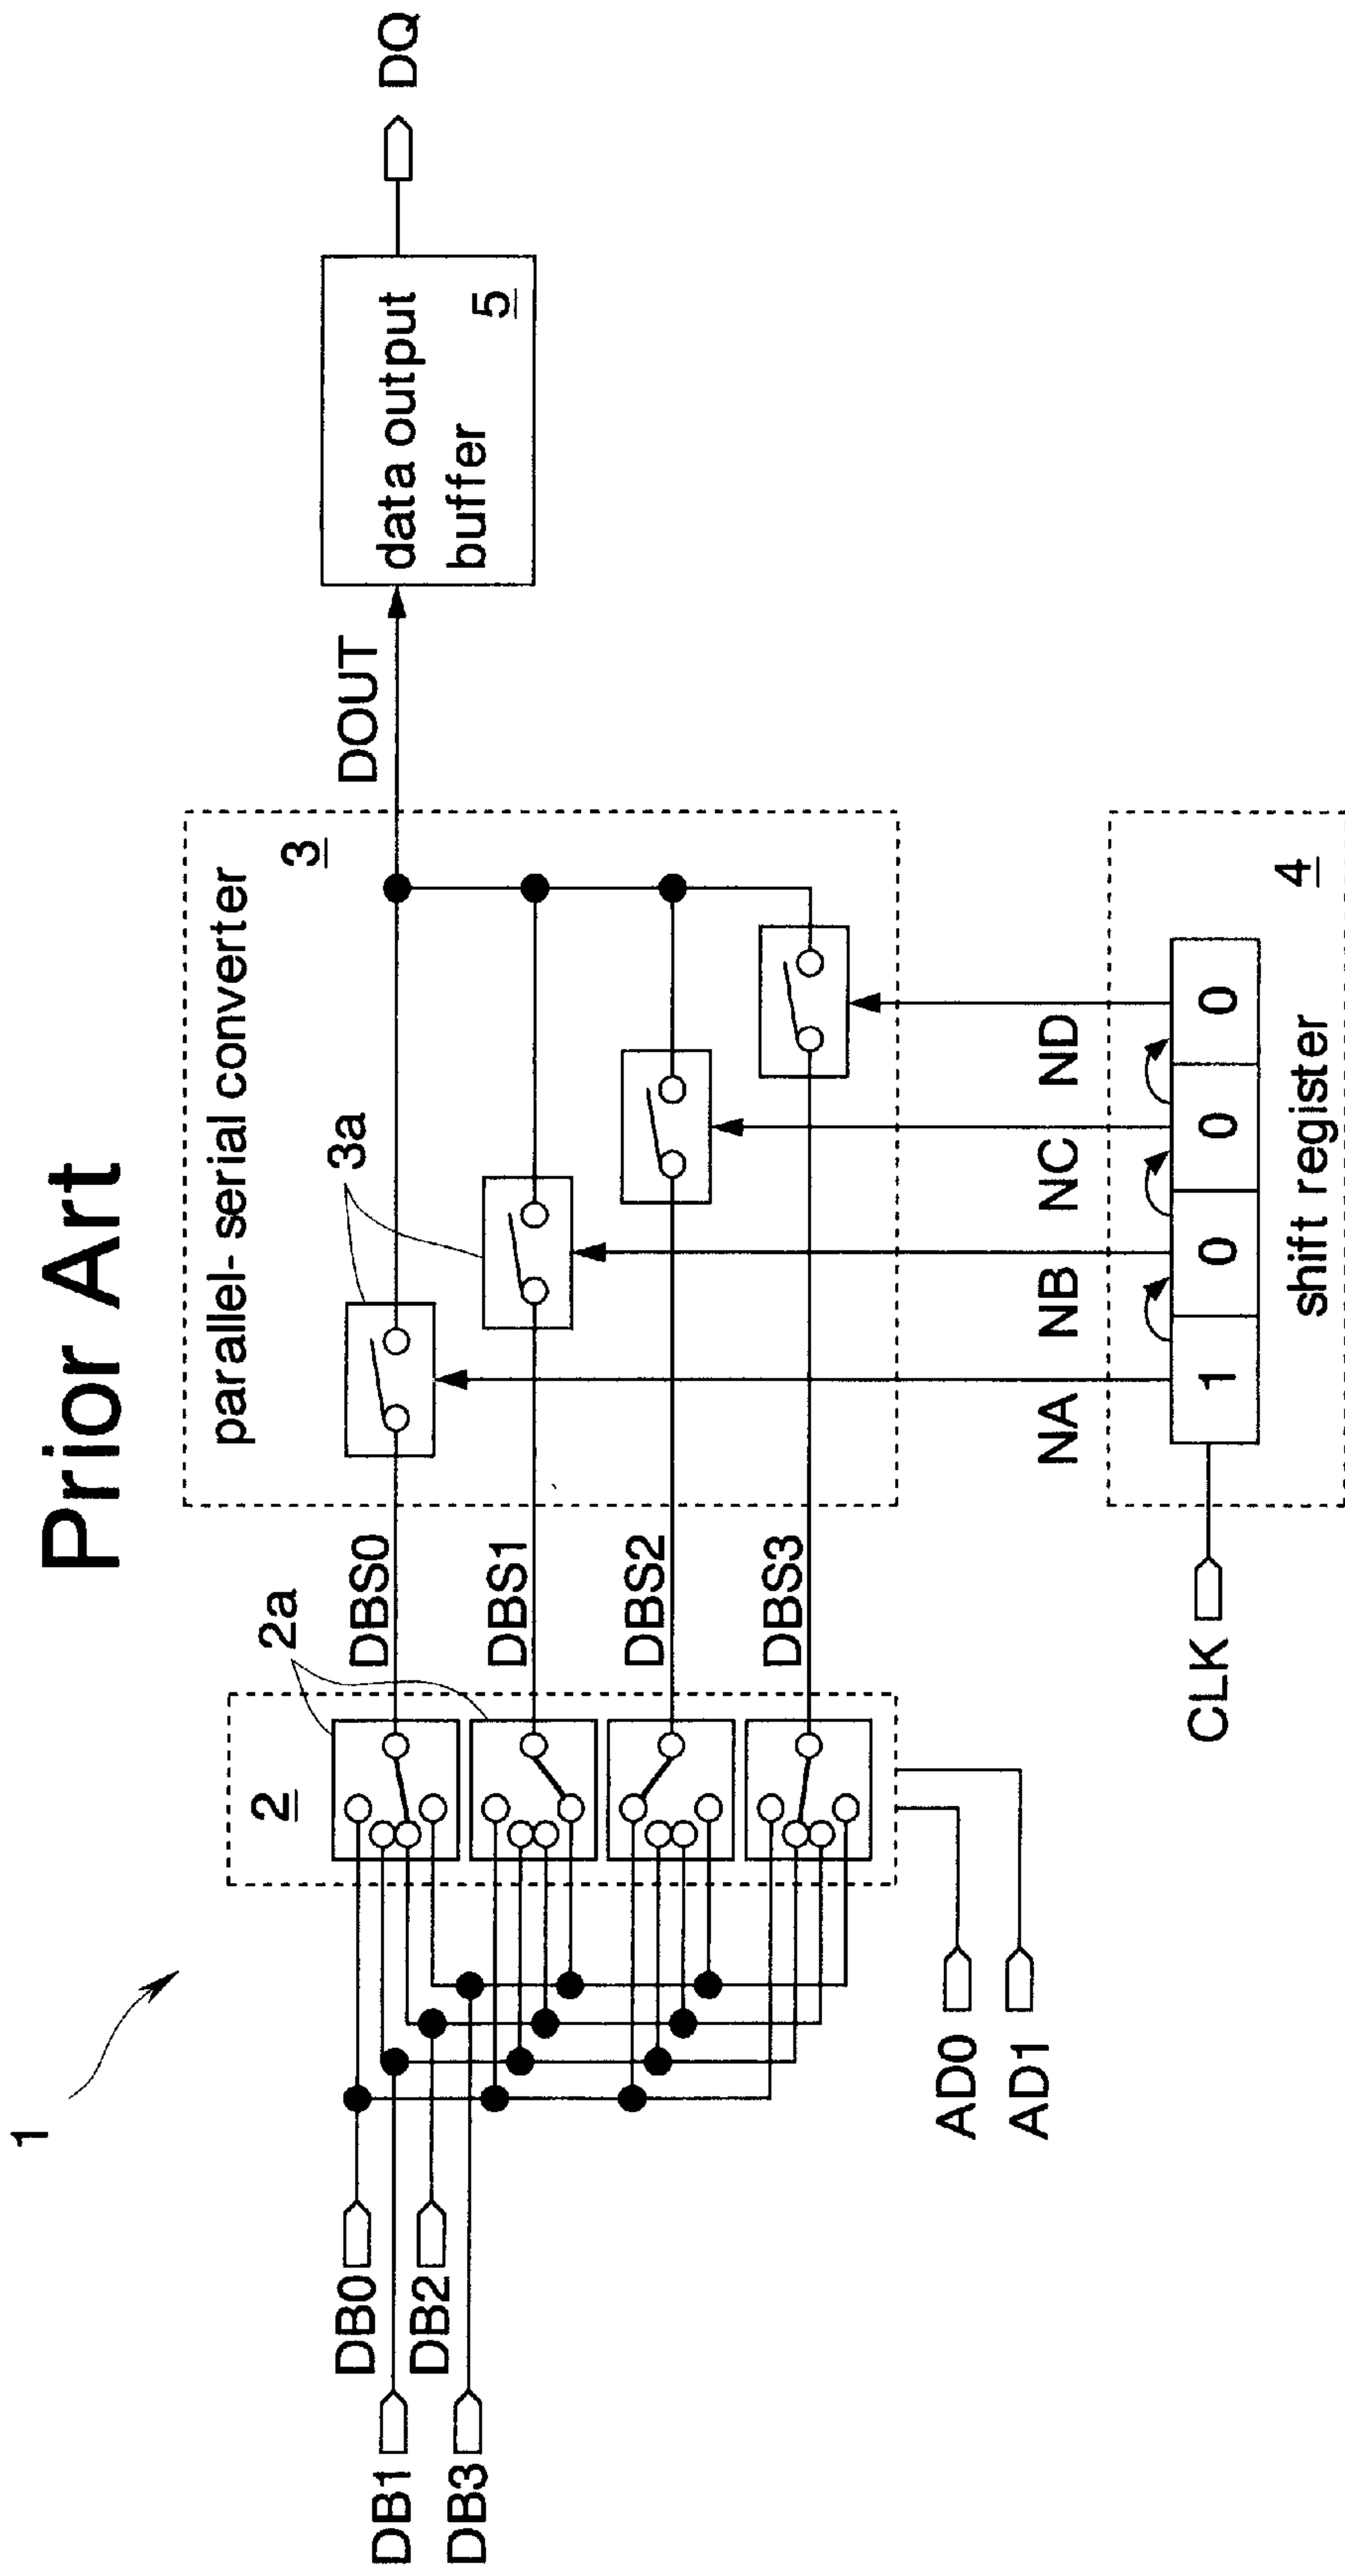 Prior Art
1
DB0
DB1
DB2
DB3
AD0
AD1
2
2a
DBS0
DBS1
DBS2
DBS3
parallel- serial converter
3
3a
DOUT
data output
buffer
5
DQ
NA
NB
NC
ND
CLK
1
0
0
0
shift register
4